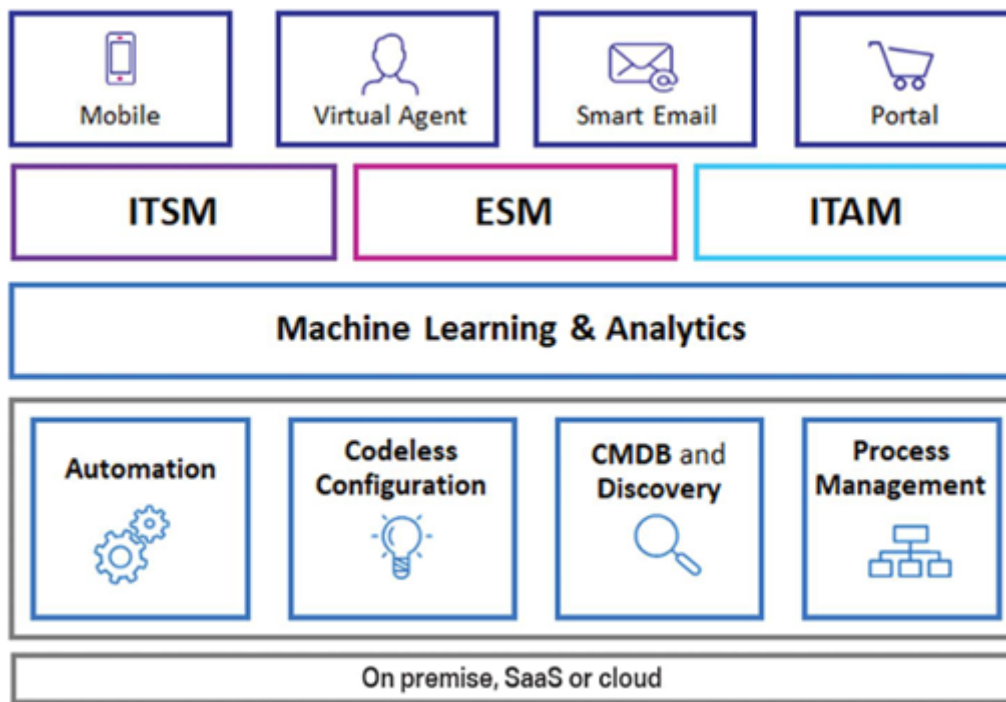 Mobile
Virtual Agent
Smart Email
Portal
ITSM
ESM
ITAM
Machine Learning & Analytics
Automation
Codeless
Configuration
CMDB and
Discovery
Process
Management
On premise, SaaS or cloud